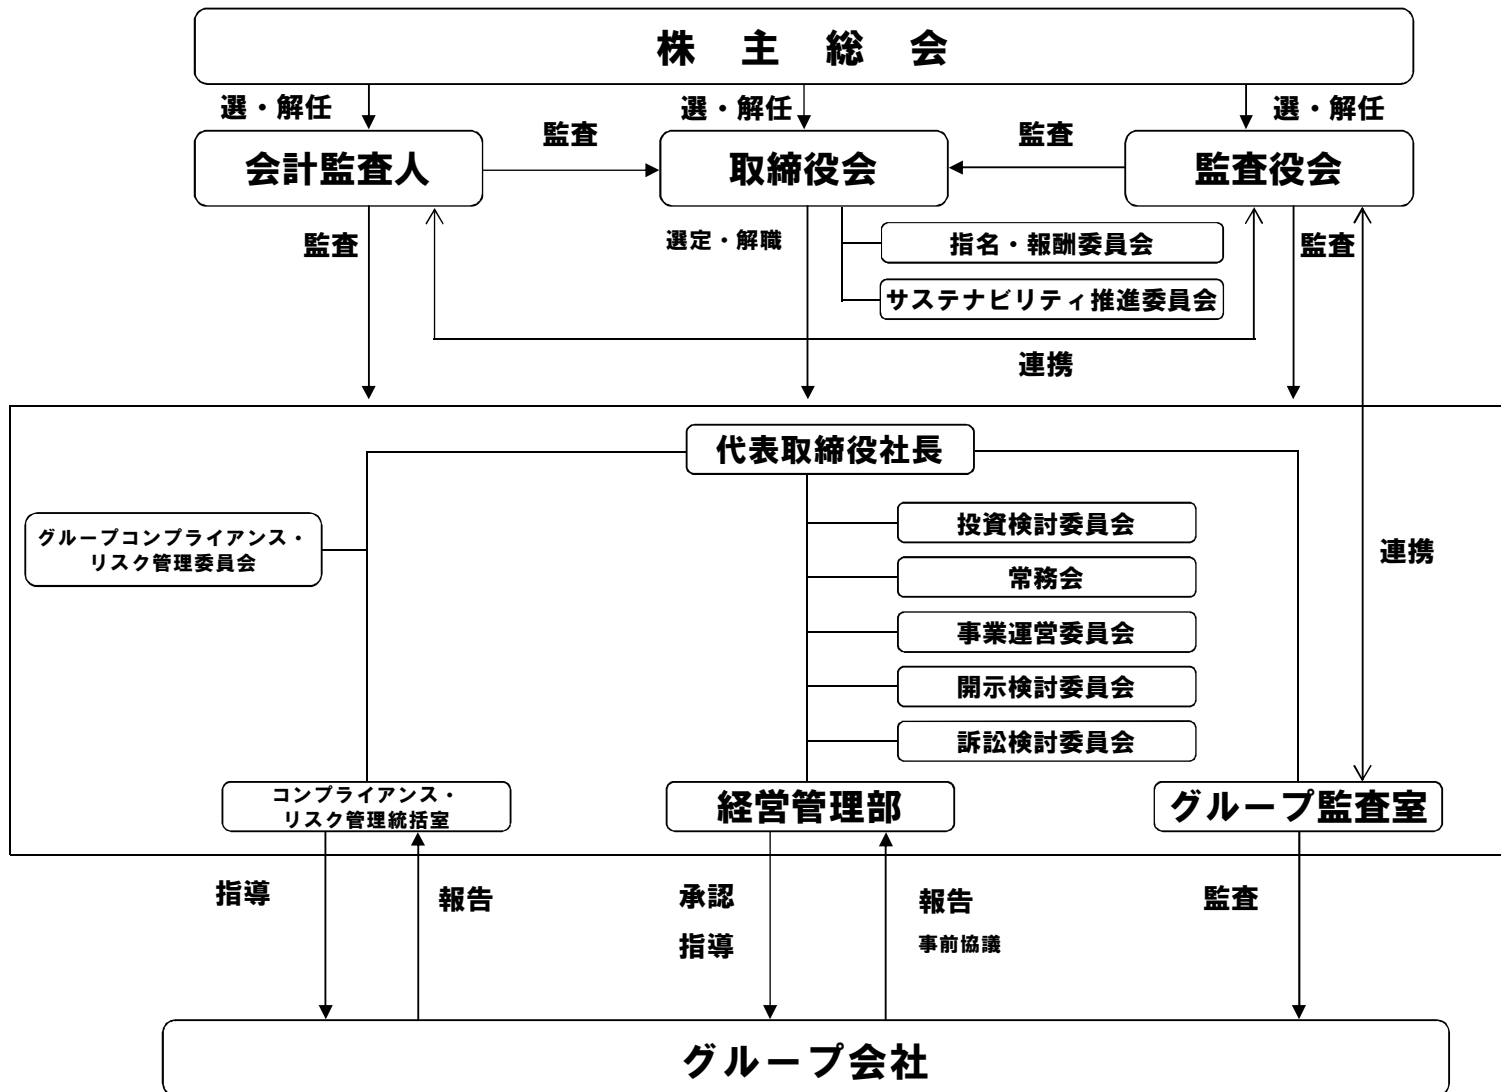 株主総会
選・解任
選・解任
選・解任
監査
監査
会計監査人
取締役会
監査役会
監査
選定・解職
監査
指名・報酬委員会
サステナビリティ推進委員会
連携
代表取締役社長
グループコンプライアンス・
リスク管理委員会
投資検討委員会
常務会
事業運営委員会
開示検討委員会
訴訟検討委員会
連携
コンプライアンス・
リスク管理統括室
経営管理部
グループ監査室
指導
報告
承認
指導
報告
事前協議
監査
グループ会社